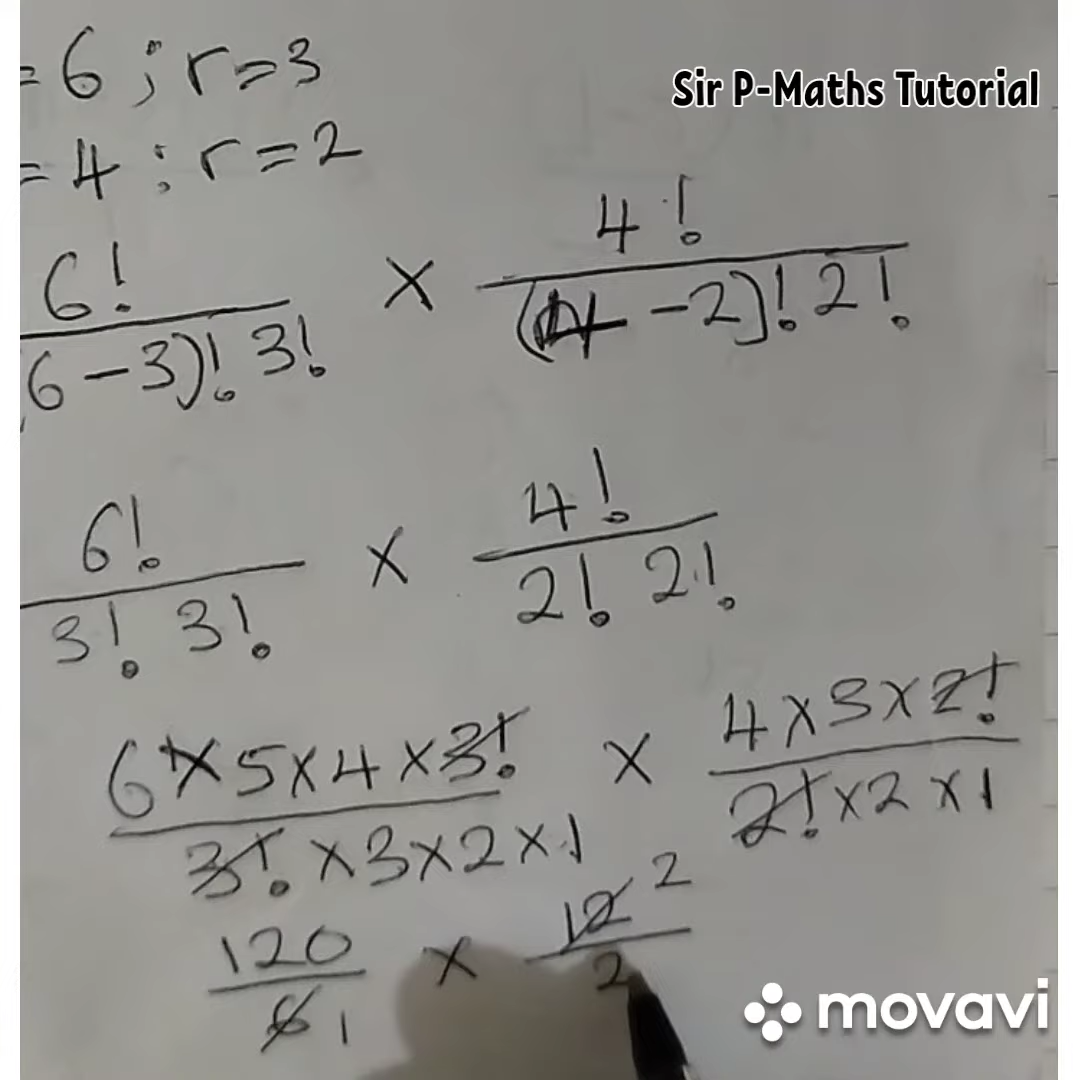 = 6 ; r = 3
Sir P-Maths Tutorial
= 4 : r = 2
6! / (6 - 3)! 3! × 4! / (4 - 2)! 2!
6! / 3! 3! × 4! / 2! 2!
6 × 5 × 4 × 3! / 3! × 3 × 2 × 1 × 4 × 3 × 2! / 2! × 2 × 1
120 / 6 1 × 12 2 / 2
movavi